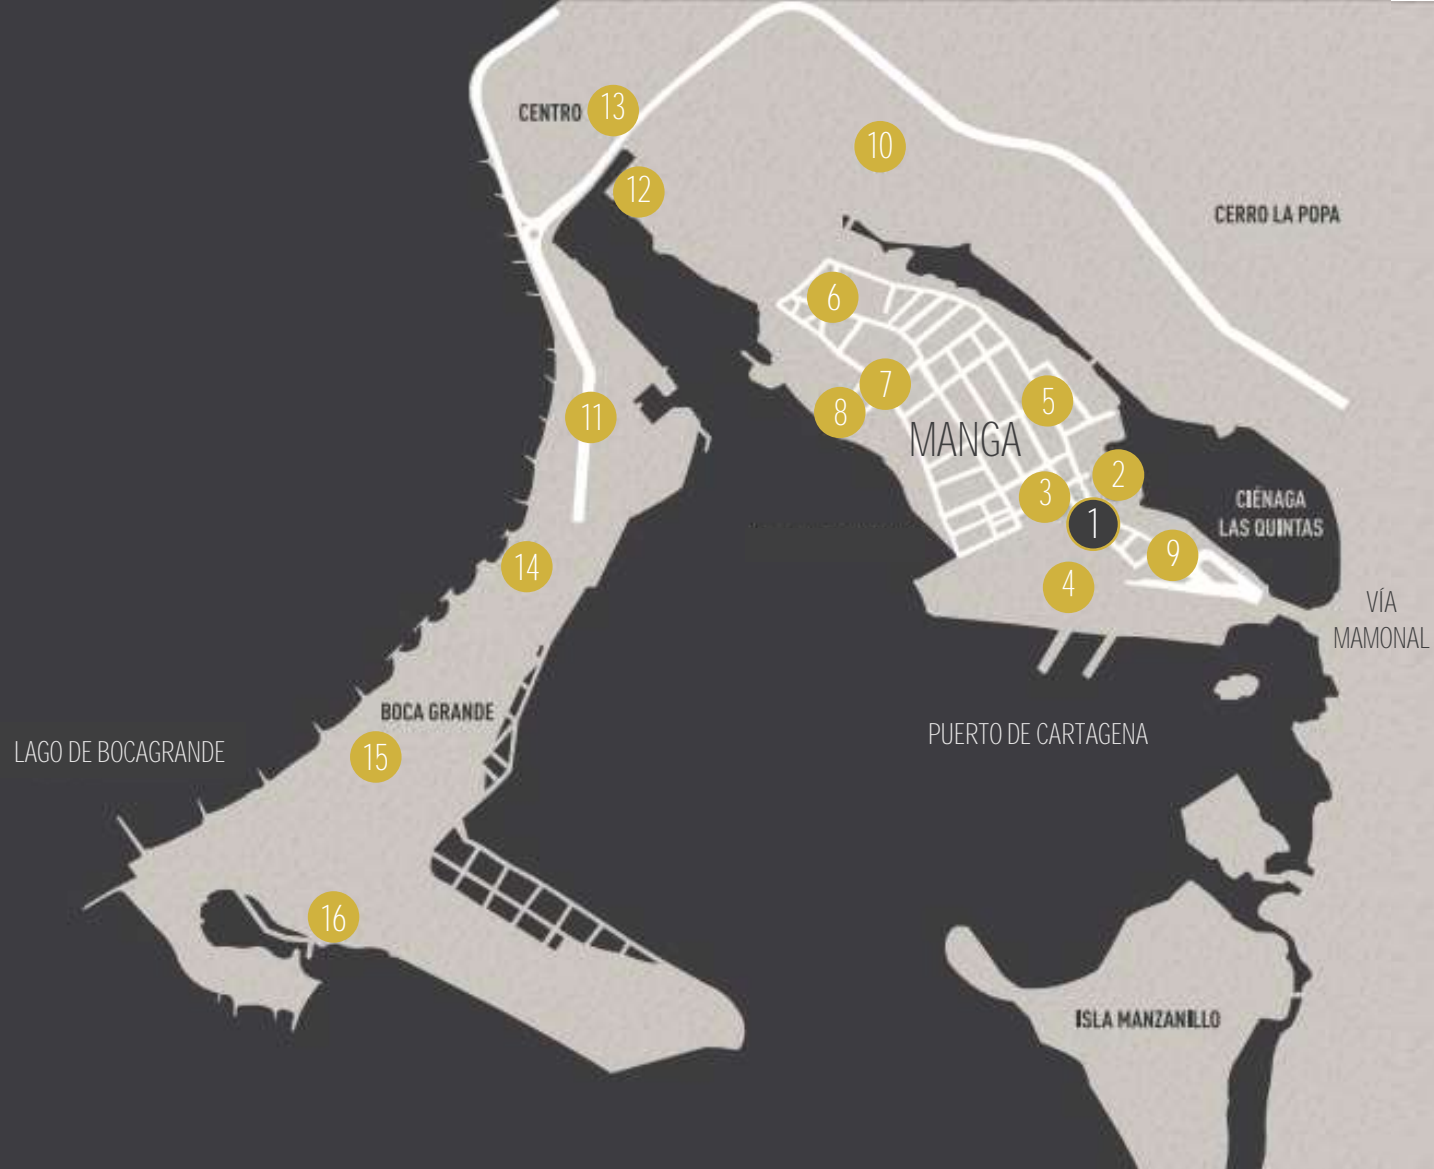 CENTRO
13
10
12
CERRO LA POPA
6
7
5
11
8
MANGA
2
3
CIÉNAGA
LAS QUINTAS
1
9
14
4
VÍA
MAMONAL
BOCA GRANDE
PUERTO DE CARTAGENA
LAGO DE BOCAGRANDE
15
16
ISLA MANZANILLO